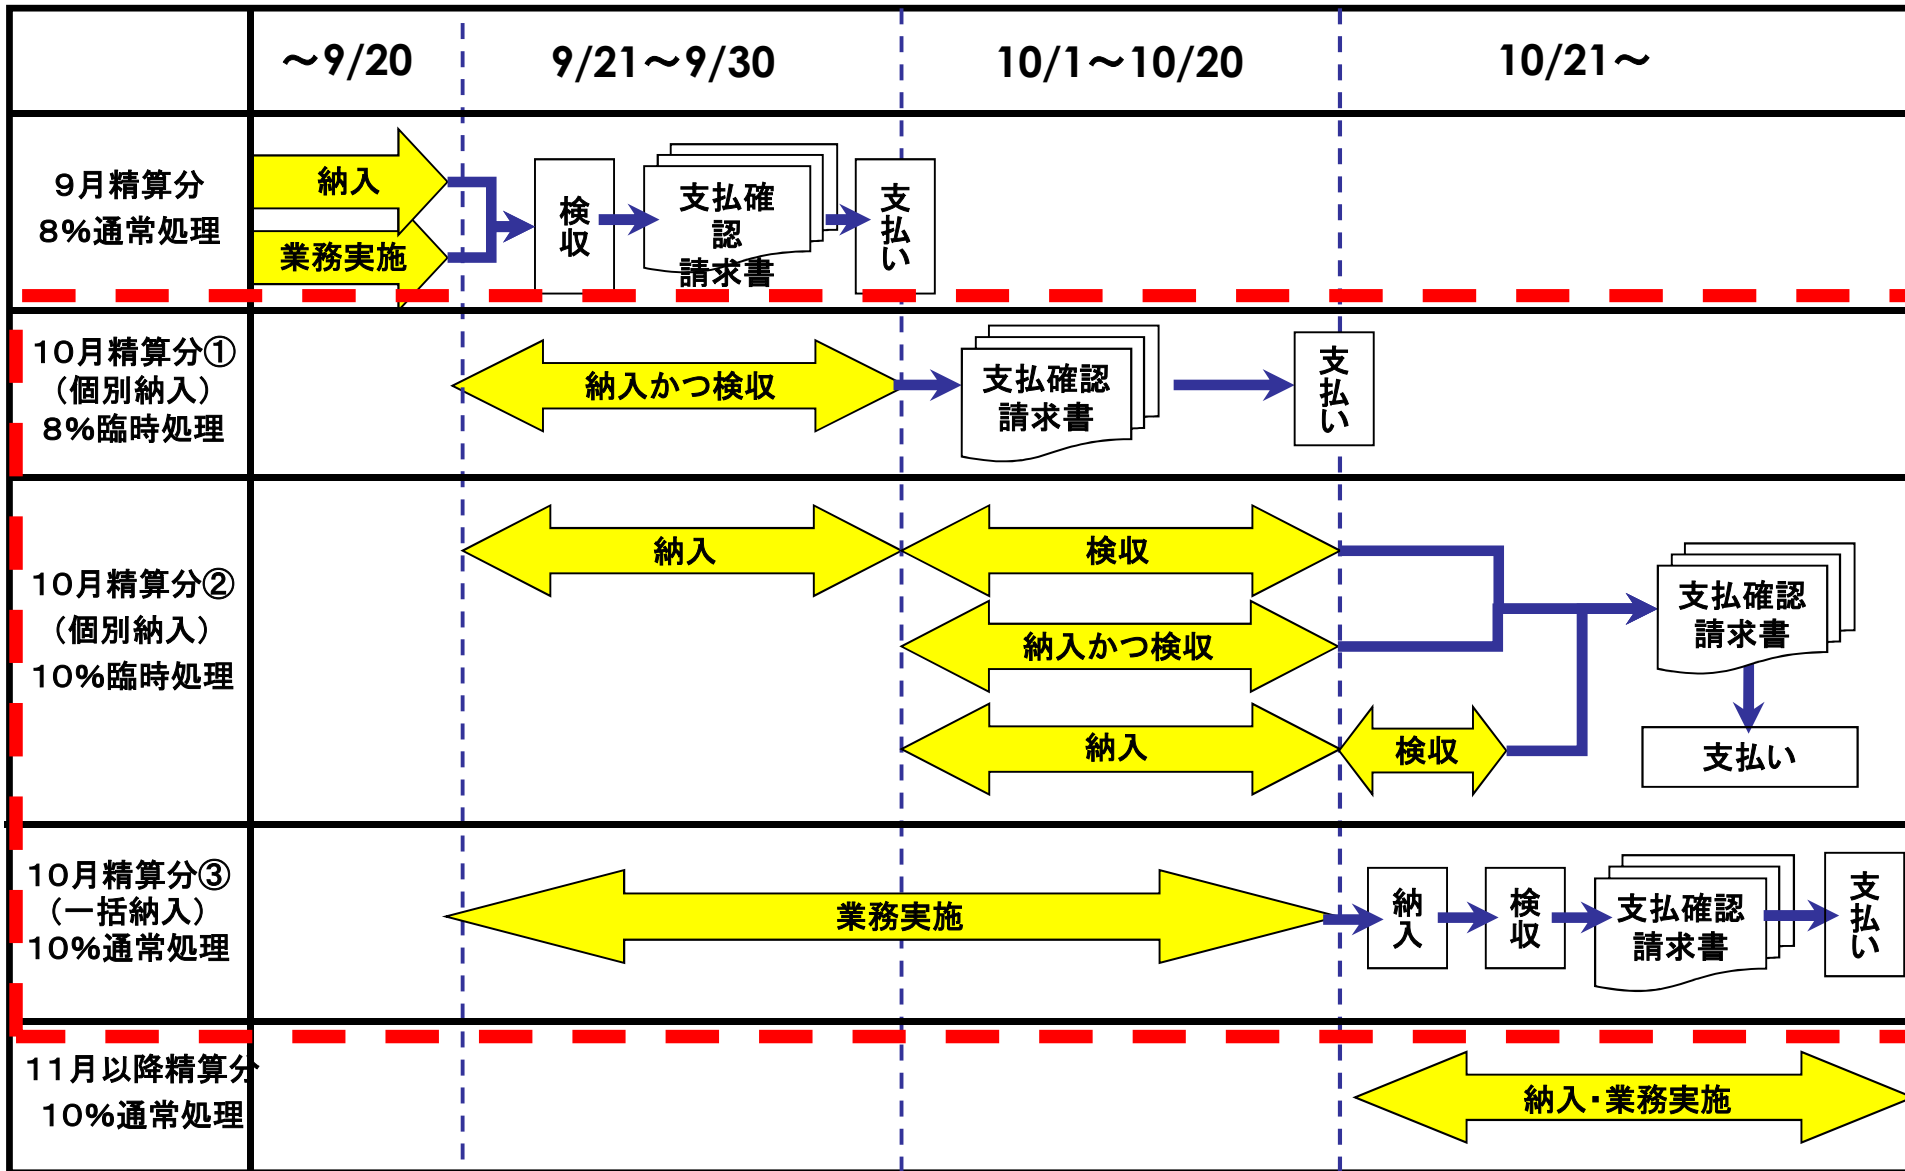 ～9/20
9/21～9/30
10/1～10/20
10/21～
９月精算分
８%通常処理
納入
業務実施
検収
支払確
認
請求書
支払い
１０月精算分①
（個別納入）
８%臨時処理
納入かつ検収
支払確認
請求書
支払い
１０月精算分②
（個別納入）
１０%臨時処理
納入
検収
納入かつ検収
納入
検収
支払確認
請求書
支払い
１０月精算分③
（一括納入）
１０%通常処理
業務実施
納入
検収
支払確認
請求書
支払い
１１月以降精算分
１０%通常処理
納入・業務実施